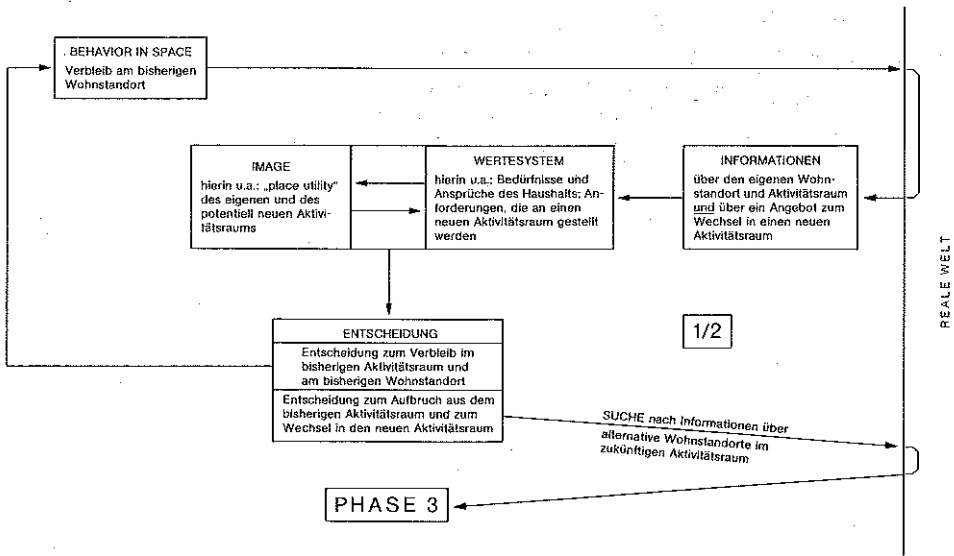 BEHAVIOR IN SPACE
Verbleib am bisherigen
Wohnstandort
IMAGE
hierin u.a.: „place utility“
des eigenen und des
potentiell neuen Aktivi-
tätsraums
WERTESYSTEM
hierin u.a.: Bedürfnisse und
Ansprüche des Haushalts; An-
forderungen, die an einen
neuen Aktivitätsraum gestellt
werden
INFORMATIONEN
über den eigenen Wohn-
standort und Aktivitätsraum
und über ein Angebot zum
Wechsel in einen neuen
Aktivitätsraum
REALE WELT
ENTSCHEIDUNG
Entscheidung zum Verbleib im
bisherigen Aktivitätsraum und
am bisherigen Wohnstandort
Entscheidung zum Aufbruch aus dem
bisherigen Aktivitätsraum und zum
Wechsel in den neuen Aktivitätsraum
1/2
SUCHE nach Informationen über
alternative Wohnstandorte im
zukünftigen Aktivitätsraum
PHASE 3